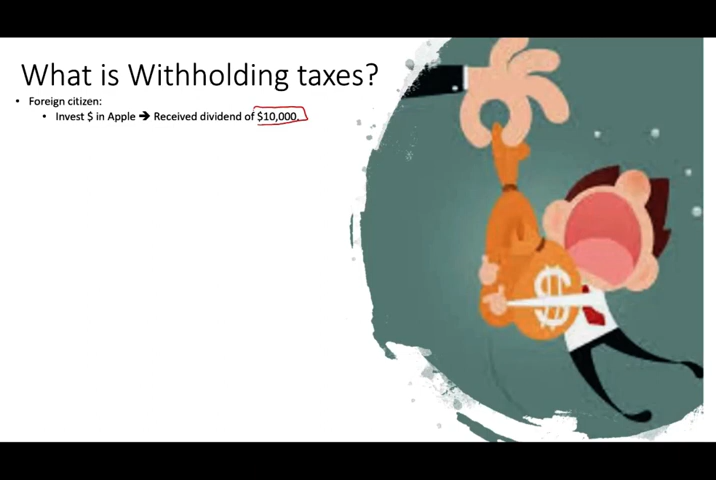 What is Withholding taxes?
• Foreign citizen:
• Invest $ in Apple ➔ Received dividend of $10,000.
$